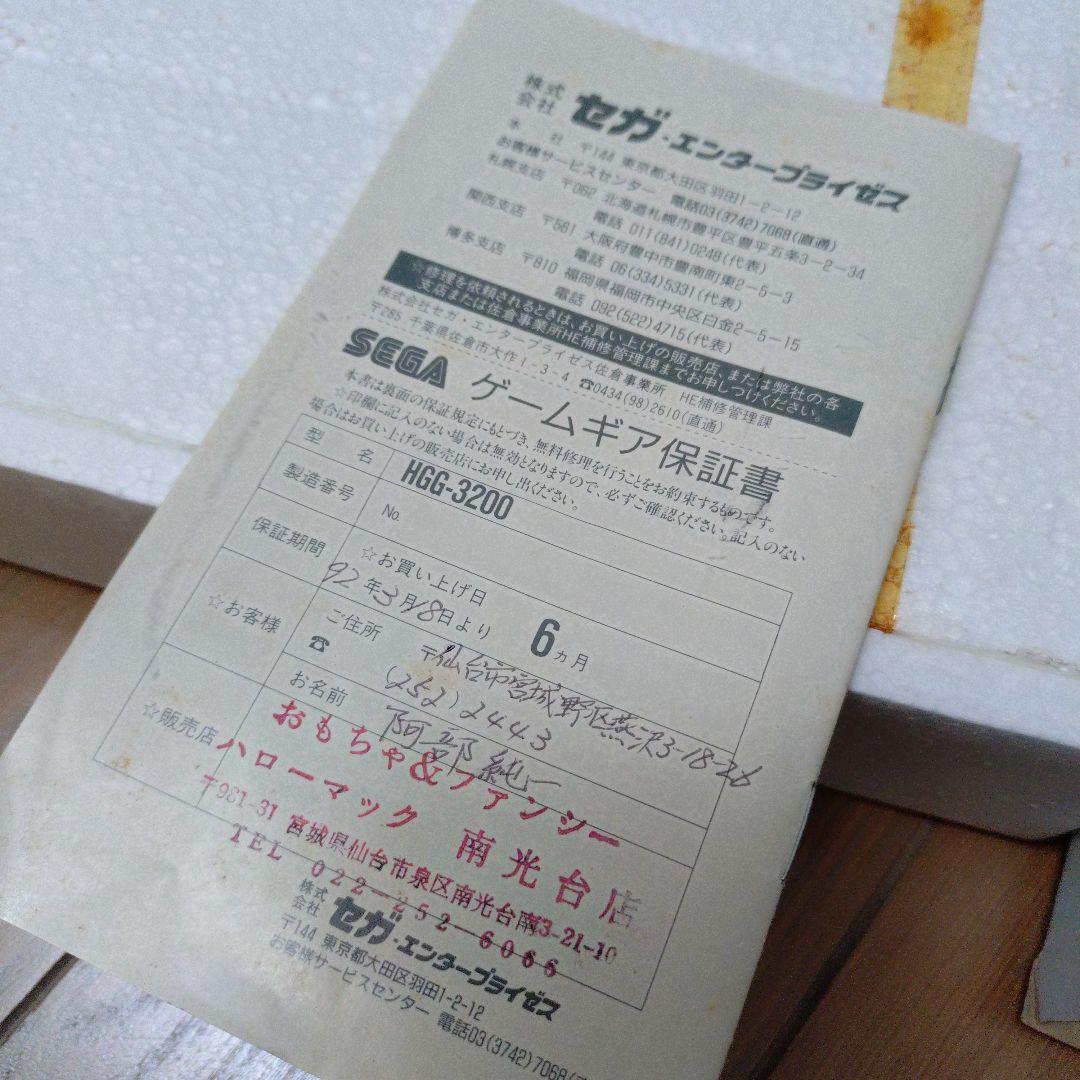 株式会社 セガ・エンタープライゼス
本社 〒144 東京都大田区羽田1-2-12
お客様サービスセンター 電話03(3742)7068(直通)
札幌支店 〒062 北海道札幌市豊平区豊平五条3-2-34
電話 011(841)0248(代表)
関西支店 〒561 大阪府豊中市豊南町東2-5-3
電話 06(334)5331(代表)
博多支店 〒810 福岡県福岡市中央区白金2-5-15
電話 092(522)4715(代表)
☆修理を依頼されるときは、お買い上げの販売店、または弊社の各
支店または佐倉事業所HE補修管理課までお申しつけください。
株式会社セガ・エンタープライゼス佐倉事業所 HE補修管理課
〒285 千葉県佐倉市大作1-3-4 ☎0434(98)2610(直通)
SEGA ゲームギア保証書
本書は裏面の保証規定にもとづき、無料修理を行うことをお約束するものです。
☆印欄に記入のない場合は無効となりますので、必ずご確認ください。記入のない
場合はお買い上げの販売店にお申し出ください。
型名 HGG-3200
製造番号 No.
保証期間 ☆お買い上げ日
92年3月18日より 6ヵ月
☆お客様 ご住所 〒仙台市宮城野区燕沢3-18-26
☎ (252)2443
お名前 阿部純一
☆販売店 おもちゃ&ファンシー
ハローマック 南光台店
〒981-31 宮城県仙台市泉区南光台南3-21-10
TEL 022-252-6066
株式会社 セガ・エンタープライゼス
〒144 東京都大田区羽田1-2-12
お客様サービスセンター 電話03(3742)7068(